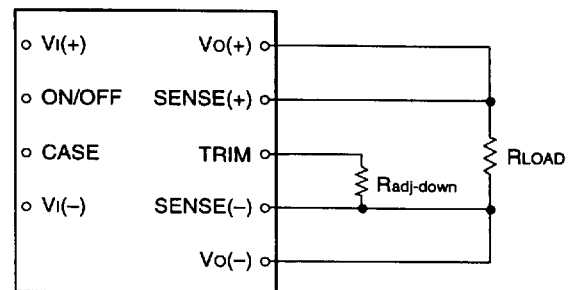 VI(+) VO(+)
ON/OFF SENSE(+)
CASE TRIM RLOAD
Radj-down
VI(–) SENSE(–)
VO(–)